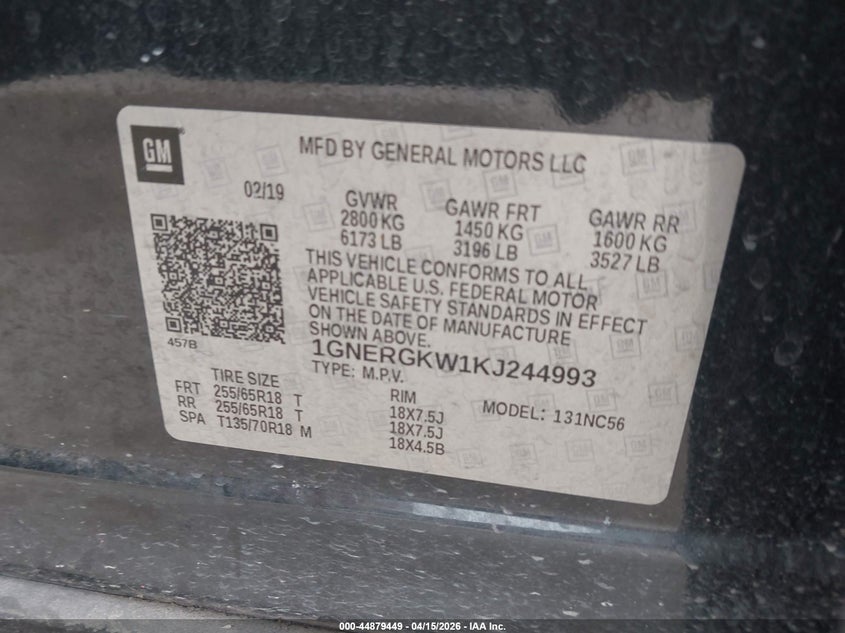 GM
MFD BY GENERAL MOTORS LLC
02/19
GVWR
2800 KG
6173 LB
GAWR FRT
1450 KG
3196 LB
GAWR RR
1600 KG
3527 LB
THIS VEHICLE CONFORMS TO ALL
APPLICABLE U.S. FEDERAL MOTOR
VEHICLE SAFETY STANDARDS IN EFFECT
ON THE DATE OF MANUFACTURE
SHOWN ABOVE.
457B
1GNERGKW1KJ244993
TYPE: M.P.V.
TIRE SIZE
RIM
MODEL: 131NC56
FRT 255/65R18 T 18X7.5J
RR 255/65R18 T 18X7.5J
SPA T135/70R18 M 18X4.5B
000-44879449 - 04/15/2026 - IAA Inc.